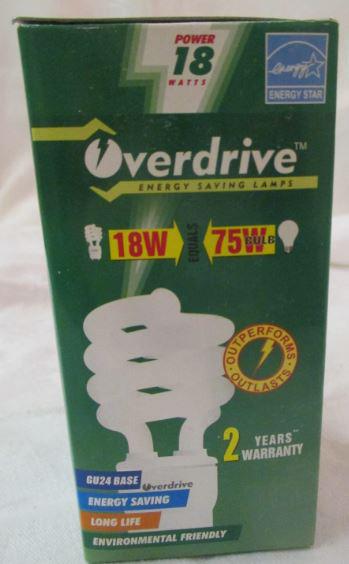 POWER
18
WATTS
energy
ENERGY STAR
Overdrive™
ENERGY SAVING LAMPS
18W EQUALS 75W BULB
OUTPERFORMS
OUTLASTS
2 YEARS** WARRANTY
GU24 BASE
Overdrive
ENERGY SAVING
LONG LIFE
ENVIRONMENTAL FRIENDLY